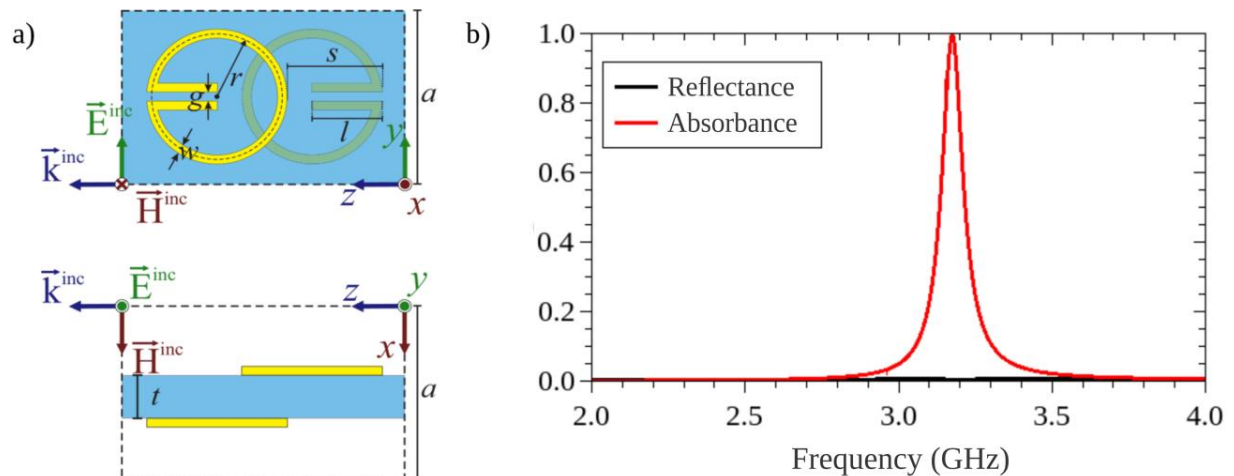 a)
s
r
g
l
w
a
E inc
k inc
H inc
y
z
x
k inc
E inc
y
z
H inc
x
t
a
b)
1.0
0.8
0.6
0.4
0.2
0.0
Reflectance
Absorbance
2.0 2.5 3.0 3.5 4.0
Frequency (GHz)